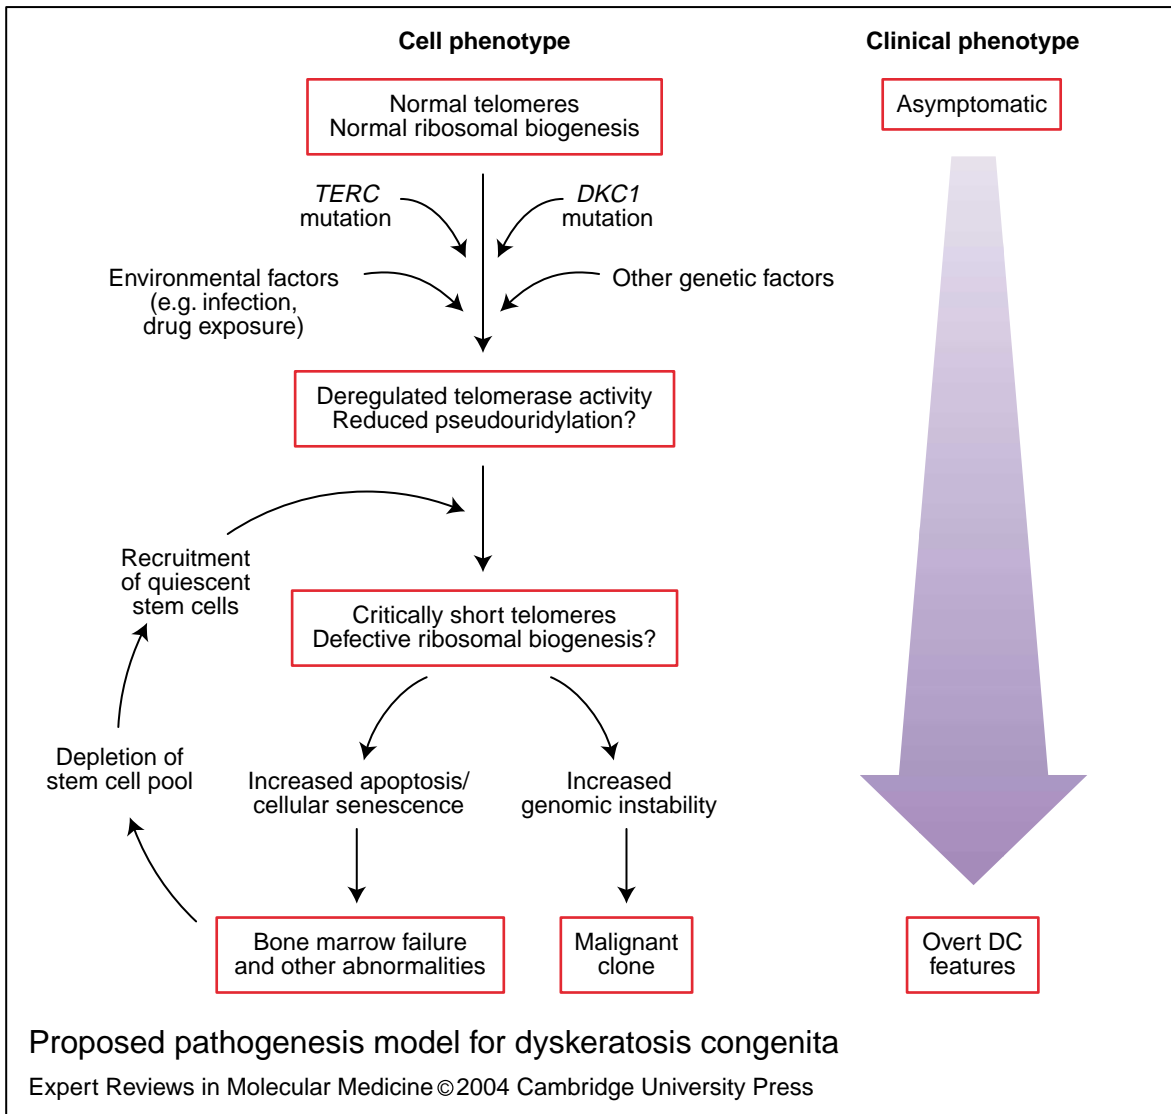 Cell phenotype
Clinical phenotype
Normal telomeres
Normal ribosomal biogenesis
Asymptomatic
TERC
mutation
DKC1
mutation
Environmental factors
(e.g. infection,
drug exposure)
Other genetic factors
Deregulated telomerase activity
Reduced pseudouridylation?
Recruitment
of quiescent
stem cells
Critically short telomeres
Defective ribosomal biogenesis?
Depletion of
stem cell pool
Increased apoptosis/
cellular senescence
Increased
genomic instability
Bone marrow failure
and other abnormalities
Malignant
clone
Overt DC
features
Proposed pathogenesis model for dyskeratosis congenita
Expert Reviews in Molecular Medicine © 2004 Cambridge University Press